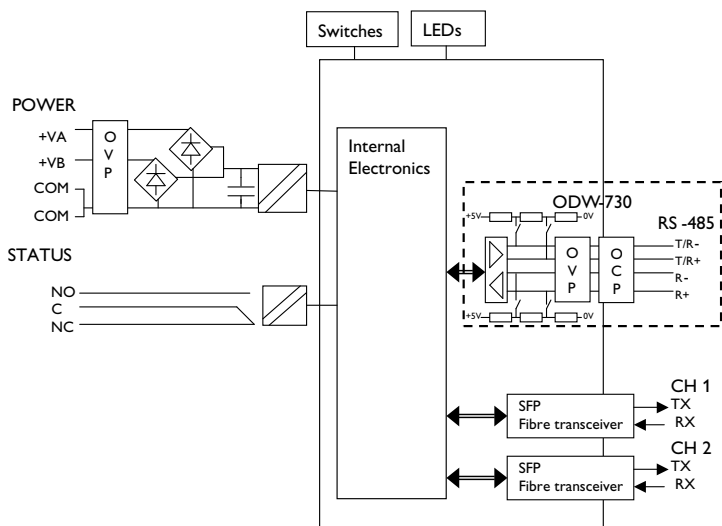 Switches
LEDs
POWER
+VA
+VB
COM
COM
O
V
P
Internal
Electronics
ODW-730
+5V
0V
RS -485
O
V
P
O
C
P
T/R-
T/R+
R-
R+
+5V
0V
STATUS
NO
C
NC
SFP
Fibre transceiver
CH 1
TX
RX
SFP
Fibre transceiver
CH 2
TX
RX